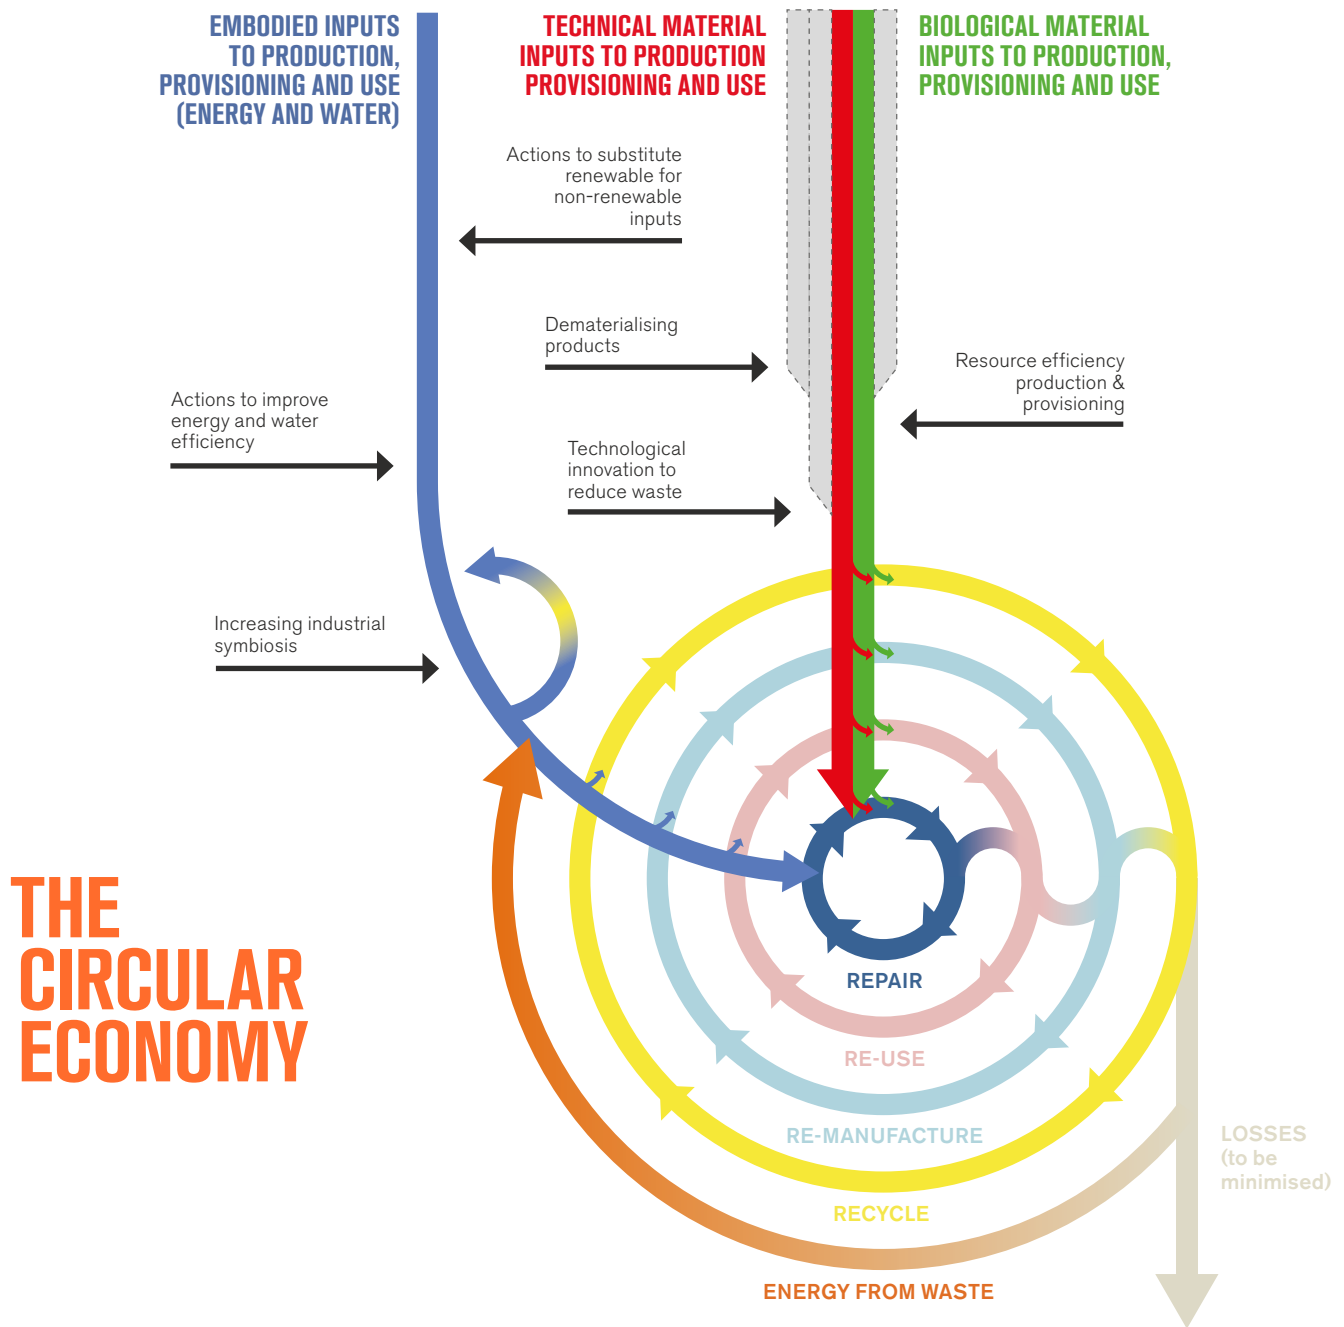 EMBODIED INPUTS
TO PRODUCTION,
PROVISIONING AND USE
(ENERGY AND WATER)
TECHNICAL MATERIAL
INPUTS TO PRODUCTION
PROVISIONING AND USE
BIOLOGICAL MATERIAL
INPUTS TO PRODUCTION,
PROVISIONING AND USE
Actions to substitute
renewable for
non-renewable
inputs
Dematerialising
products
Resource efficiency
production &
provisioning
Actions to improve
energy and water
efficiency
Technological
innovation to
reduce waste
Increasing industrial
symbiosis
THE
CIRCULAR
ECONOMY
REPAIR
RE-USE
RE-MANUFACTURE
RECYCLE
ENERGY FROM WASTE
LOSSES
(to be
minimised)